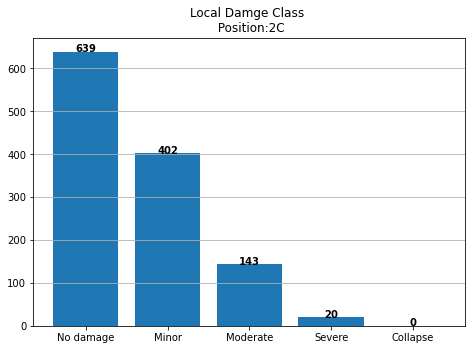 Local Damge Class
Position:2C
600
500
400
300
200
100
0
639
402
143
20
0
No damage
Minor
Moderate
Severe
Collapse